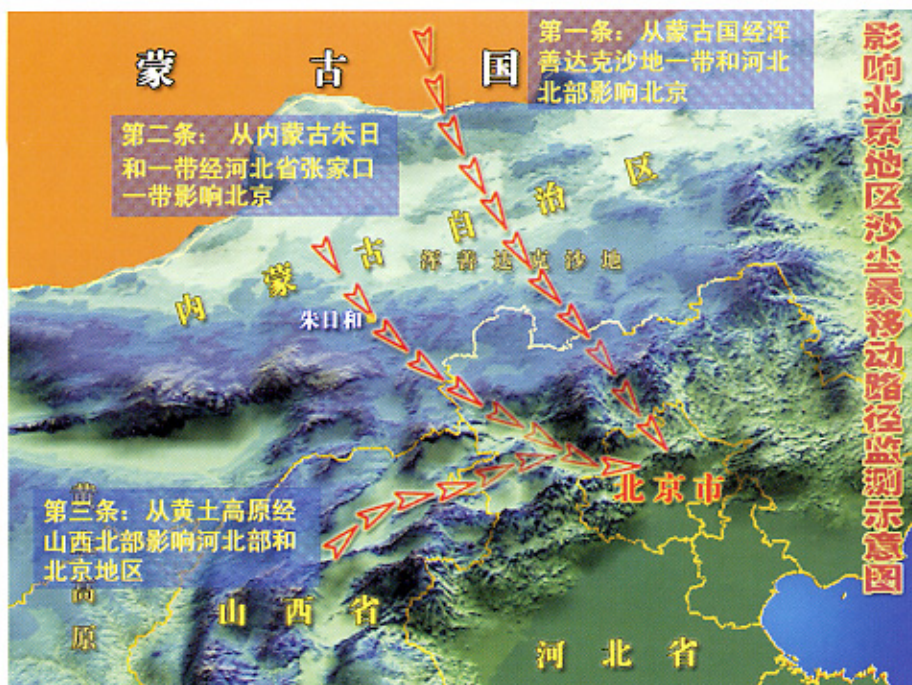 影响北京地区沙尘暴移动路径监测示意图
第一条：从蒙古国经浑
善达克沙地一带和河北
北部影响北京
蒙古国
第二条：从内蒙古朱日
和一带经河北省张家口
一带影响北京
内蒙古自治区
浑善达克沙地
朱日和
北京市
第三条：从黄土高原经
山西北部影响河北部和
北京地区
高原
山西省
河北省